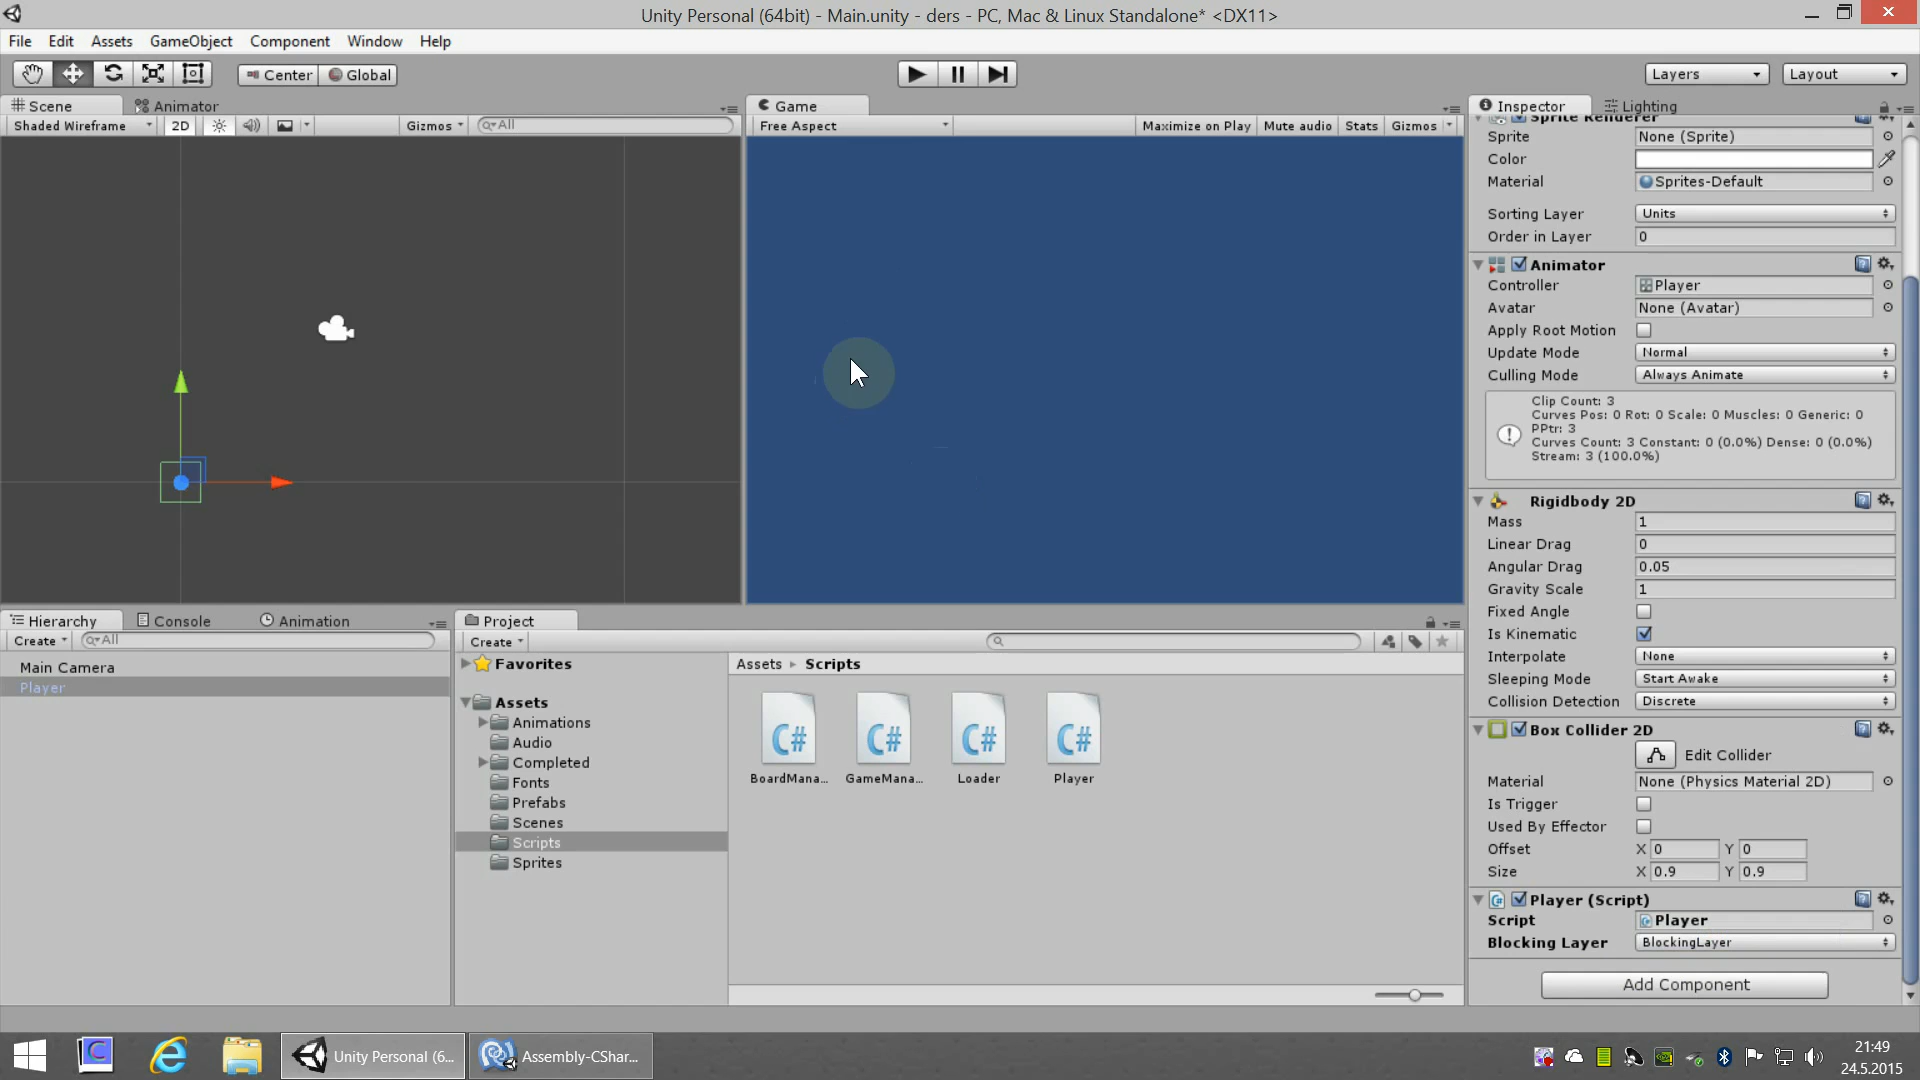 Unity Personal (64bit) - Main.unity - ders - PC, Mac & Linux Standalone* <DX11>
File Edit Assets GameObject Component Window Help
Center Global Layers Layout
Scene Animator Game Inspector Lighting
Shaded Wireframe 2D Gizmos All Free Aspect Maximize on Play Mute audio Stats Gizmos
Sprite Renderer
Sprite None (Sprite)
Color
Material Sprites-Default
Sorting Layer Units
Order in Layer 0
Animator
Controller Player
Avatar None (Avatar)
Apply Root Motion
Update Mode Normal
Culling Mode Always Animate
Clip Count: 3
Curves Pos: 0 Rot: 0 Scale: 0 Muscles: 0 Generic: 0
PPtr: 3
Curves Count: 3 Constant: 0 (0.0%) Dense: 0 (0.0%)
Stream: 3 (100.0%)
Rigidbody 2D
Mass 1
Linear Drag 0
Angular Drag 0.05
Gravity Scale 1
Fixed Angle
Is Kinematic
Interpolate None
Sleeping Mode Start Awake
Collision Detection Discrete
Box Collider 2D
Edit Collider
Material None (Physics Material 2D)
Is Trigger
Used By Effector
Offset X 0 Y 0
Size X 0.9 Y 0.9
Player (Script)
Script Player
Blocking Layer BlockingLayer
Add Component
Hierarchy Console Animation
Create All
Main Camera
Player
Project
Create
Favorites
Assets
Animations
Audio
Completed
Fonts
Prefabs
Scenes
Scripts
Sprites
Assets Scripts
C# C# C# C#
BoardMana... GameMana... Loader Player
Unity Personal (6... Assembly-CShar...
21:49
24.5.2015